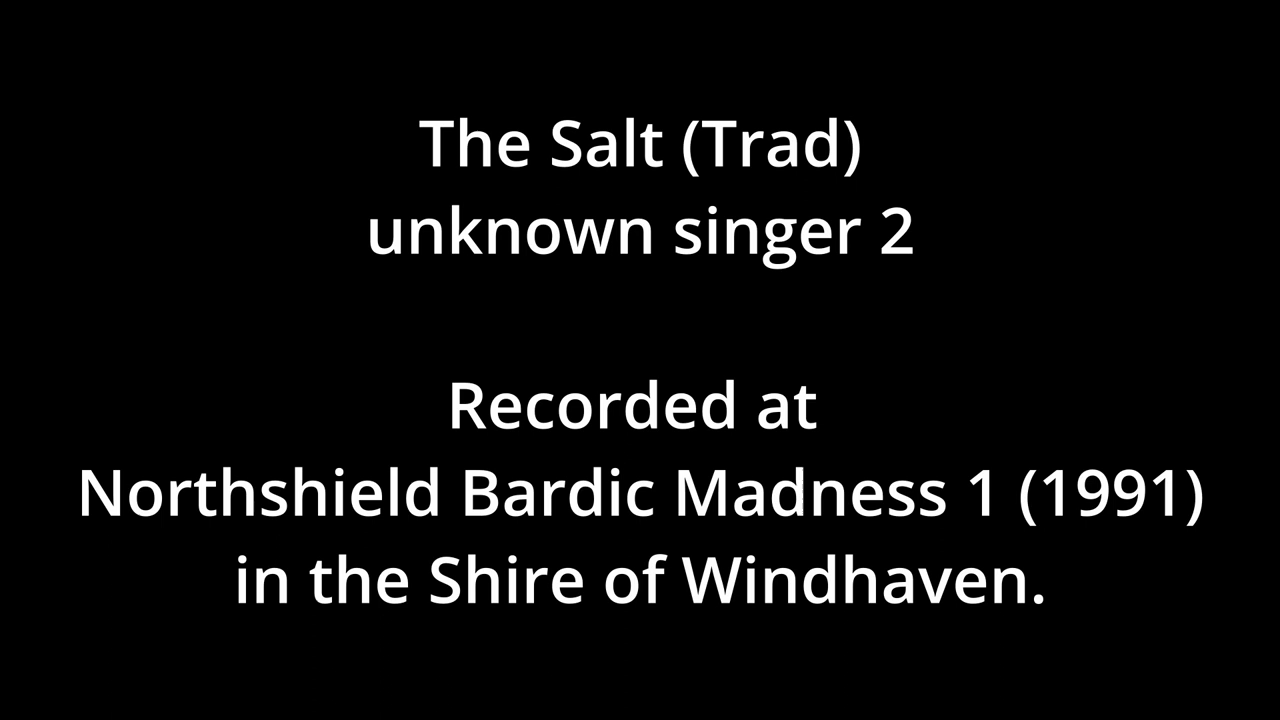 The Salt (Trad)
unknown singer 2
Recorded at
Northshield Bardic Madness 1 (1991)
in the Shire of Windhaven.